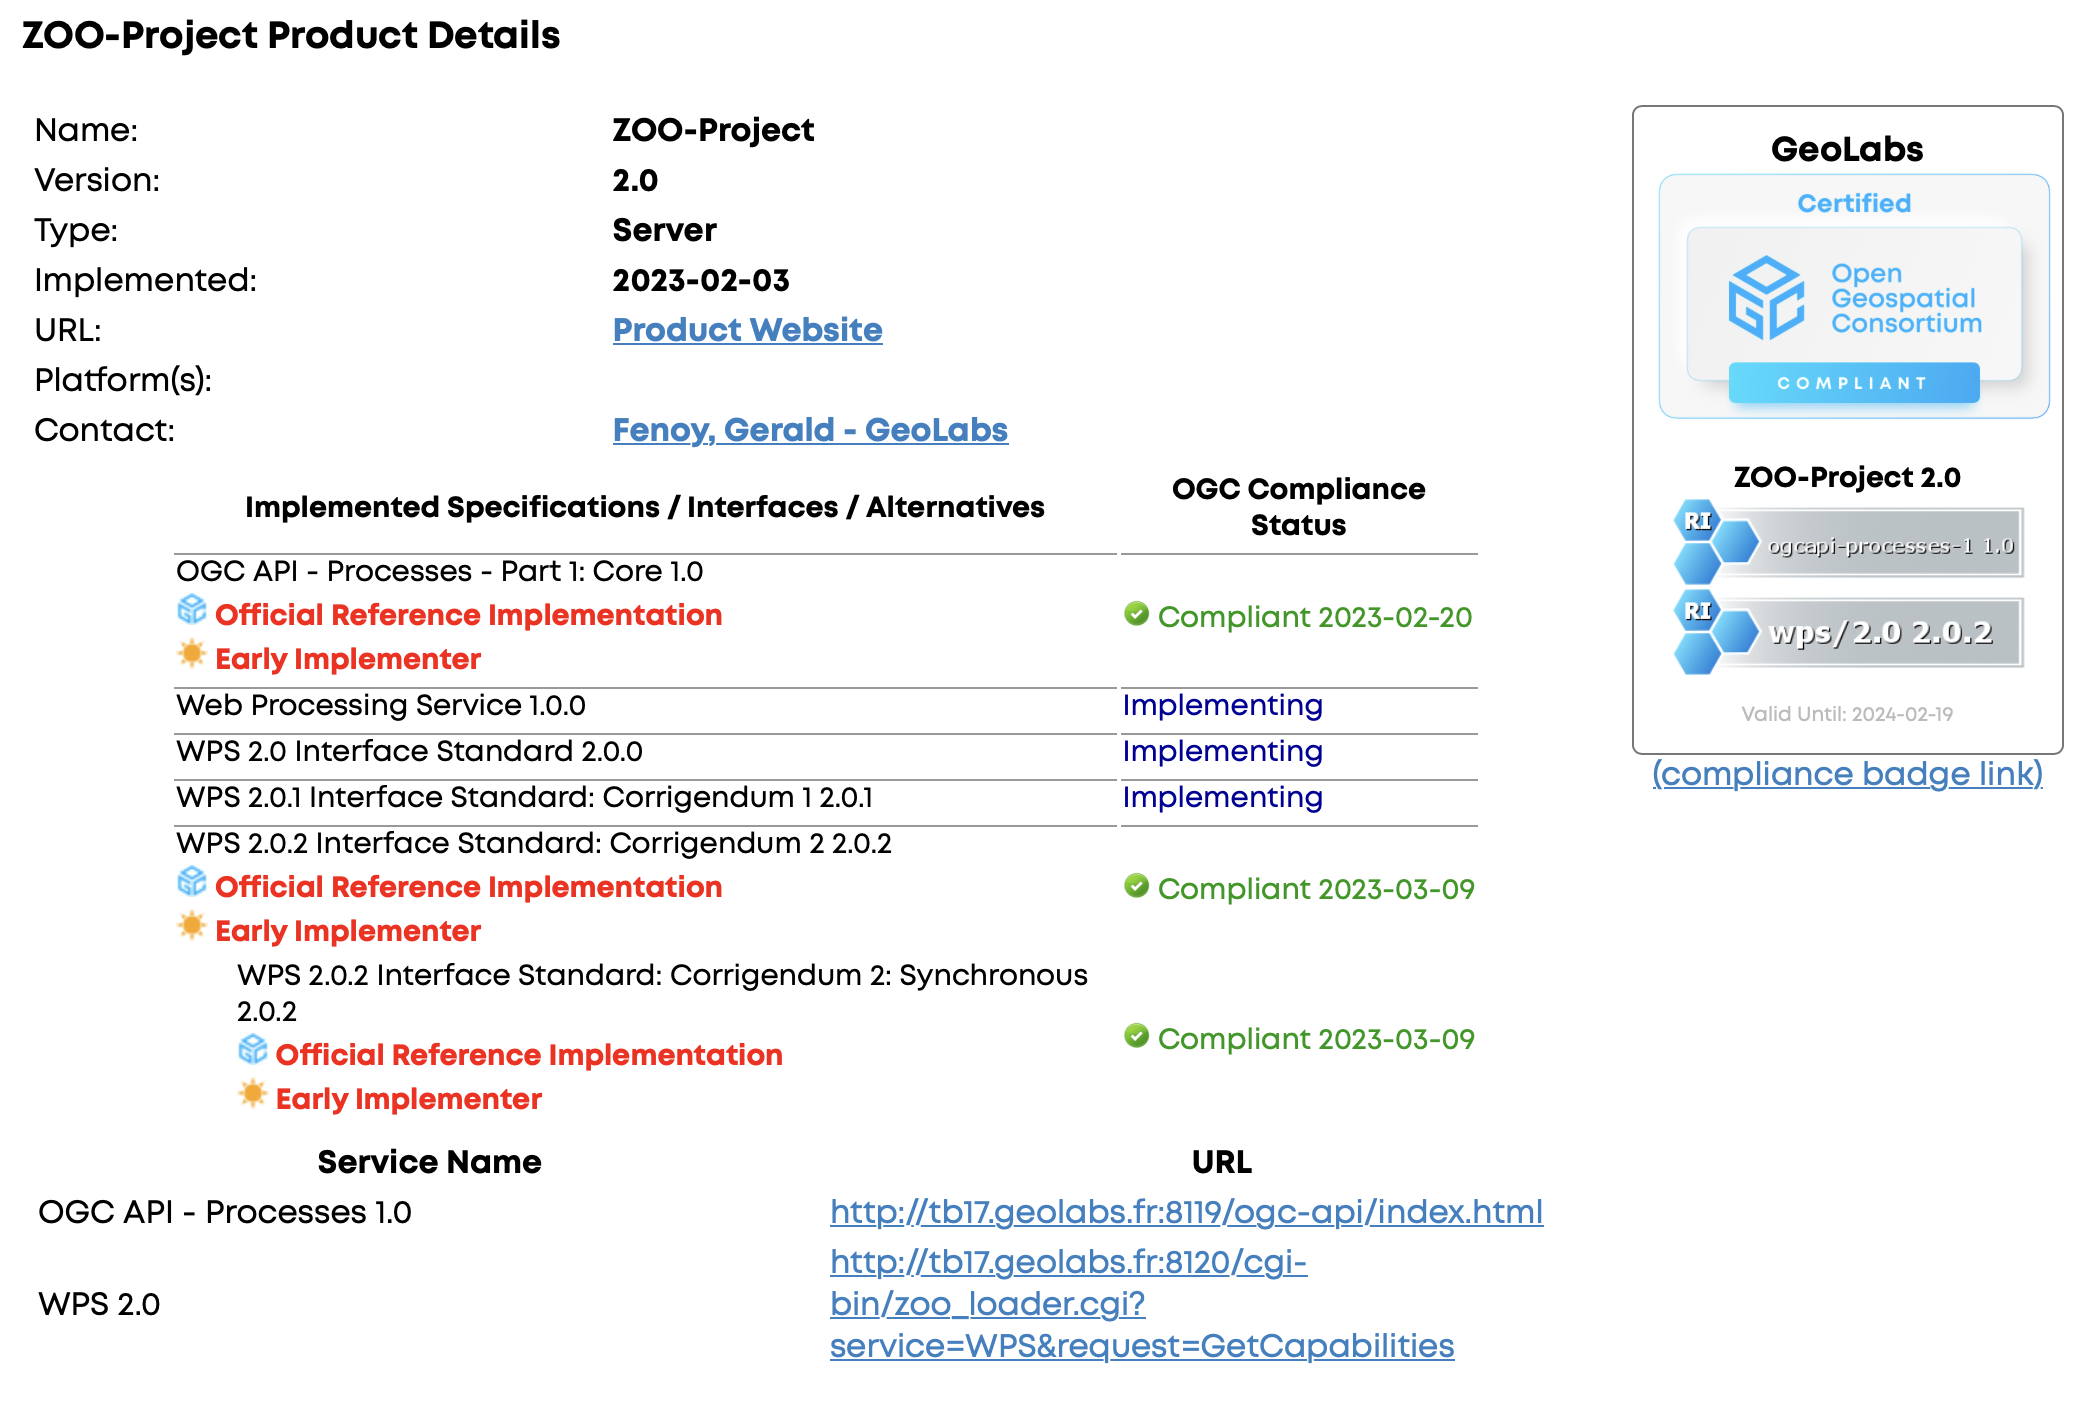 ZOO-Project Product Details
Name: ZOO-Project
Version: 2.0
Type: Server
Implemented: 2023-02-03
URL: Product Website
Platform(s):
Contact: Fenoy, Gerald - GeoLabs
Implemented Specifications / Interfaces / Alternatives
OGC Compliance
Status
OGC API - Processes - Part 1: Core 1.0
Official Reference Implementation
Early Implementer
Compliant 2023-02-20
Web Processing Service 1.0.0 Implementing
WPS 2.0 Interface Standard 2.0.0 Implementing
WPS 2.0.1 Interface Standard: Corrigendum 1 2.0.1 Implementing
WPS 2.0.2 Interface Standard: Corrigendum 2 2.0.2
Official Reference Implementation
Early Implementer
Compliant 2023-03-09
WPS 2.0.2 Interface Standard: Corrigendum 2: Synchronous
2.0.2
Official Reference Implementation
Early Implementer
Compliant 2023-03-09
Service Name URL
OGC API - Processes 1.0 http://tb17.geolabs.fr:8119/ogc-api/index.html
WPS 2.0
http://tb17.geolabs.fr:8120/cgi-
bin/zoo_loader.cgi?
service=WPS&request=GetCapabilities
GeoLabs
Certified
OGC
Open
Geospatial
Consortium
COMPLIANT
ZOO-Project 2.0
RI
ogcapi-processes-1 1.0
RI
wps/2.0 2.0.2
Valid Until: 2024-02-19
(compliance badge link)